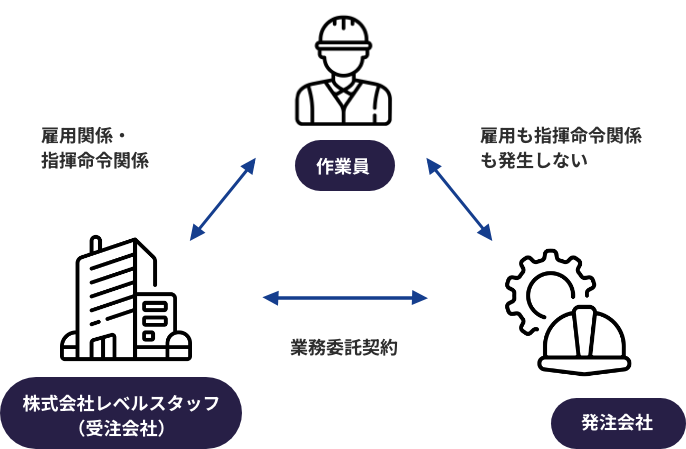 雇用関係・
指揮命令関係
雇用も指揮命令関係
も発生しない
作業員
業務委託契約
株式会社レベルスタッフ
（受注会社）
発注会社